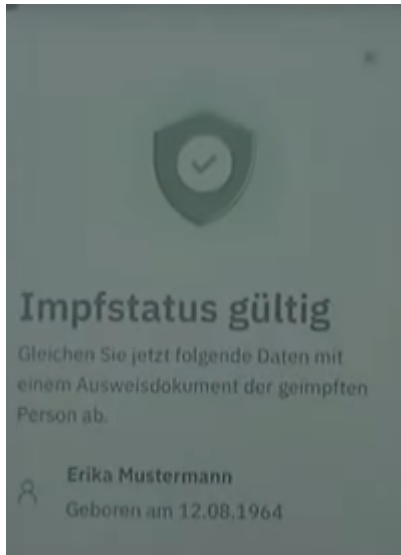 Impfstatus gültig
Gleichen Sie jetzt folgende Daten mit
einem Ausweisdokument der geimpften
Person ab.
Erika Mustermann
Geboren am 12.08.1964